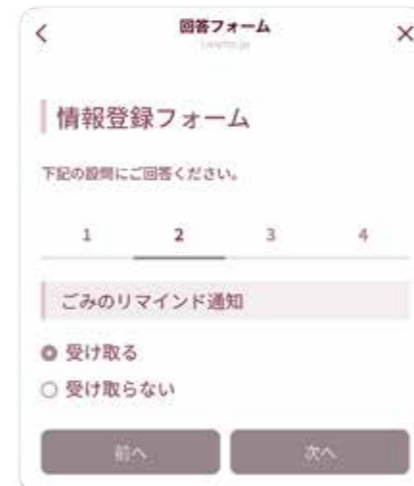 回答フォーム
情報登録フォーム
下記の設問にご回答ください。
1 2 3 4
ごみのリマインド通知
受け取る
受け取らない
前へ 次へ